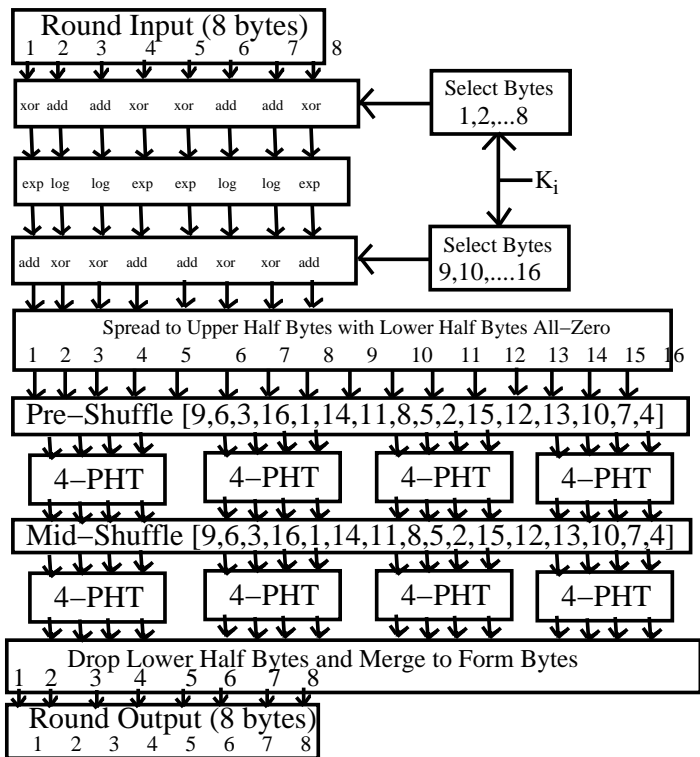 Round Input (8 bytes)
1 2 3 4 5 6 7 8
xor add add xor xor add add xor
Select Bytes
1,2,...8
exp log log exp exp log log exp
K_i
add xor xor add add xor xor add
Select Bytes
9,10,....16
Spread to Upper Half Bytes with Lower Half Bytes All−Zero
1 2 3 4 5 6 7 8 9 10 11 12 13 14 15 16
Pre−Shuffle [9,6,3,16,1,14,11,8,5,2,15,12,13,10,7,4]
4−PHT 4−PHT 4−PHT 4−PHT
Mid−Shuffle [9,6,3,16,1,14,11,8,5,2,15,12,13,10,7,4]
4−PHT 4−PHT 4−PHT 4−PHT
Drop Lower Half Bytes and Merge to Form Bytes
1 2 3 4 5 6 7 8
Round Output (8 bytes)
1 2 3 4 5 6 7 8